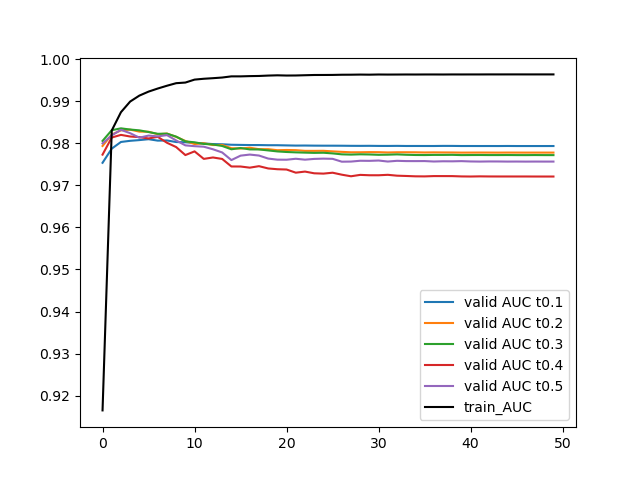 1.00
0.99
0.98
0.97
0.96
0.95
0.94
0.93
0.92
valid AUC t0.1
valid AUC t0.2
valid AUC t0.3
valid AUC t0.4
valid AUC t0.5
train_AUC
0 10 20 30 40 50